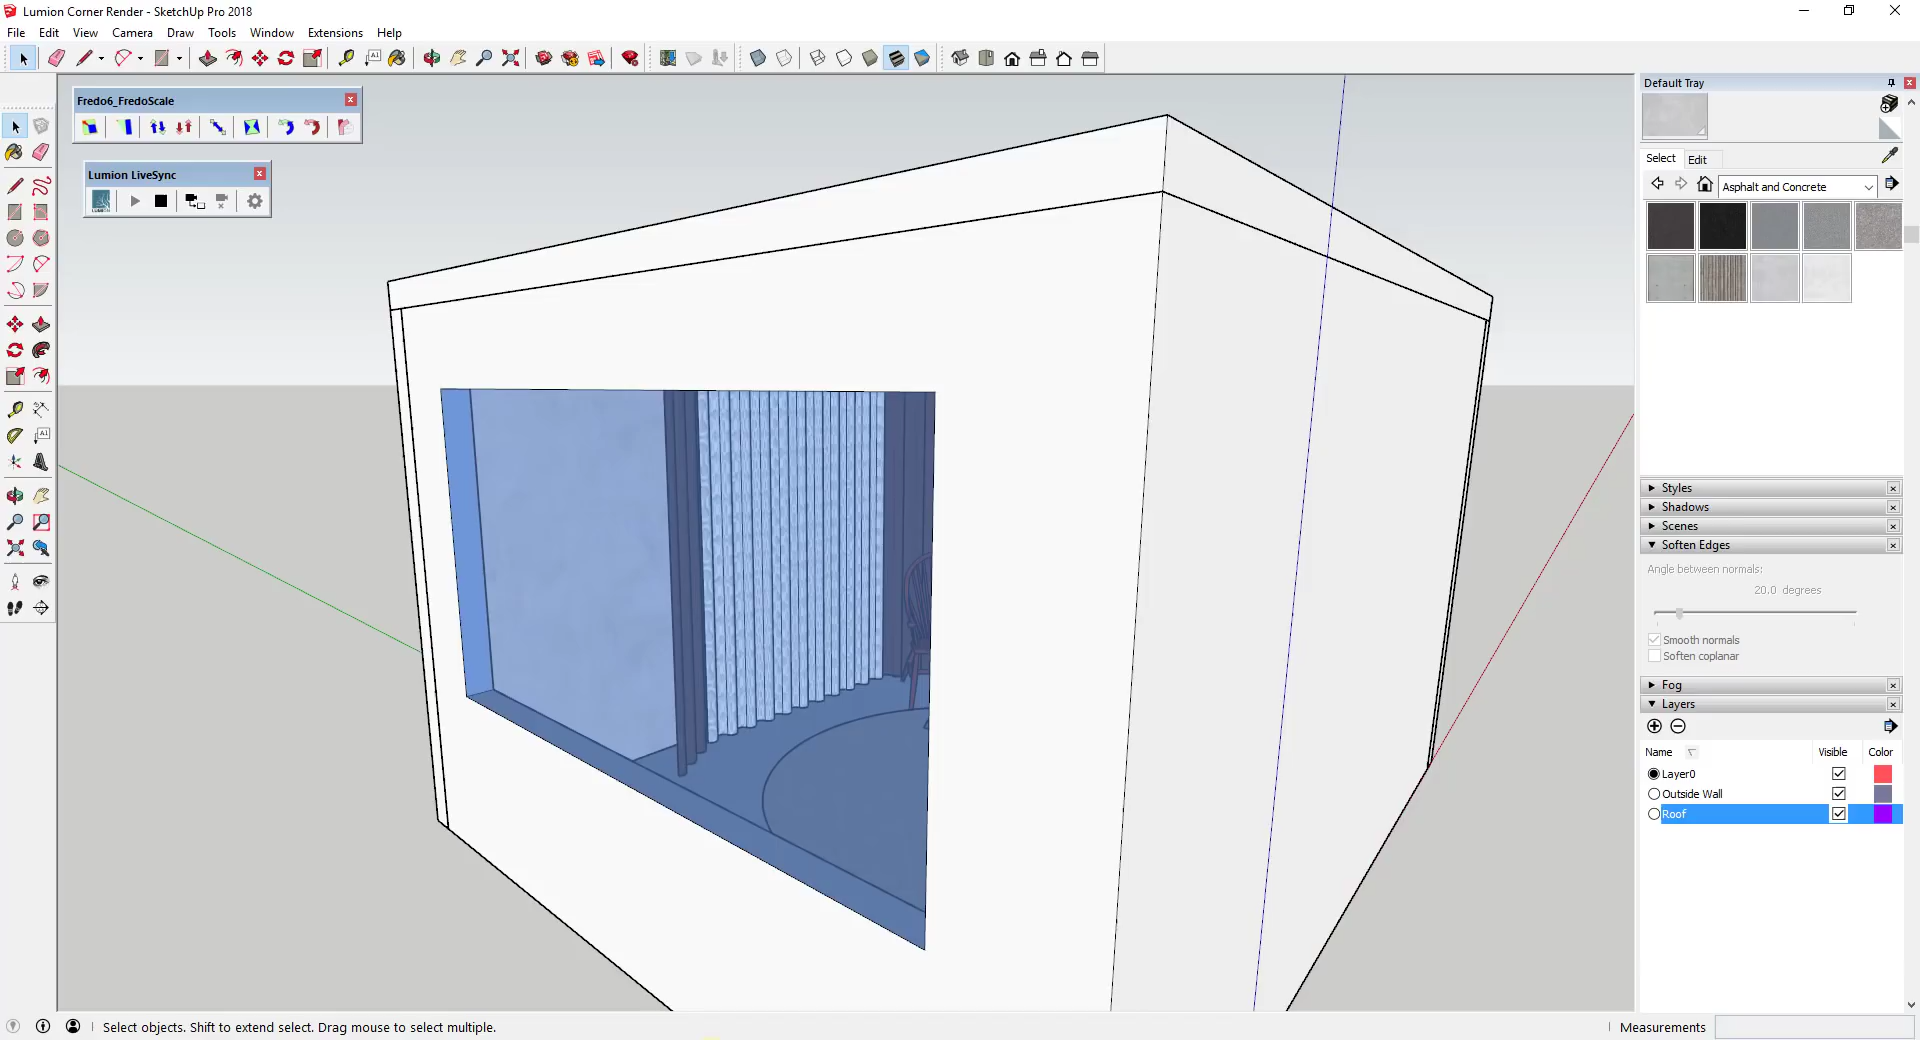 Lumion Corner Render - SketchUp Pro 2018
File Edit View Camera Draw Tools Window Extensions Help
Default Tray
Fredo6_FredoScale
Lumion LiveSync
Select Edit
Asphalt and Concrete
Styles
Shadows
Scenes
Soften Edges
Angle between normals:
20.0 degrees
Smooth normals
Soften coplanar
Fog
Layers
Name Visible Color
Layer0
Outside Wall
Roof
Select objects. Shift to extend select. Drag mouse to select multiple.
Measurements